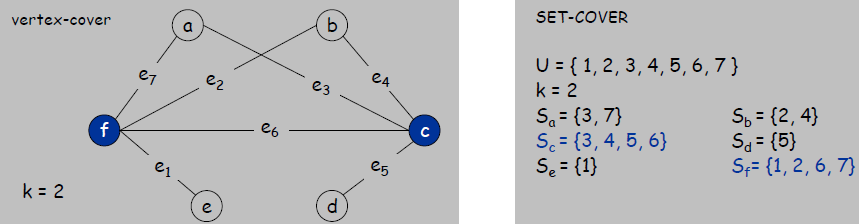 vertex-cover
a
b
e7
e2
e3
e4
f
e6
c
e1
e5
k = 2
e
d
SET-COVER
U = { 1, 2, 3, 4, 5, 6, 7 }
k = 2
Sa = {3, 7} Sb = {2, 4}
Sc = {3, 4, 5, 6} Sd = {5}
Se = {1} Sf= {1, 2, 6, 7}